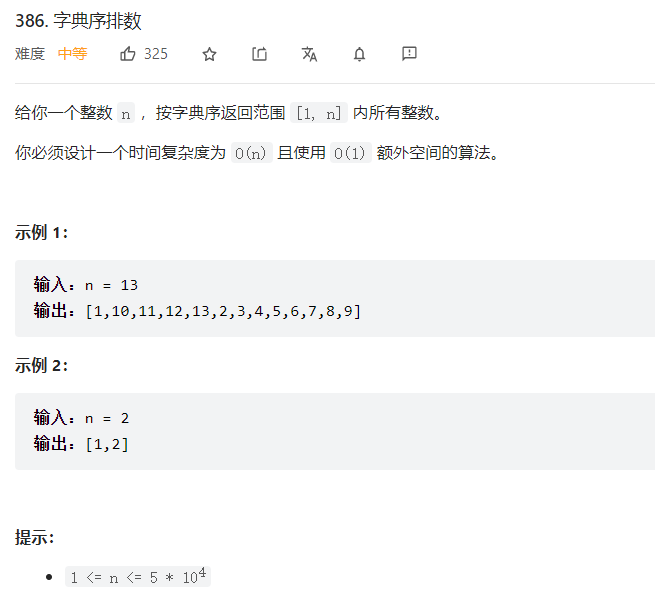 386. 字典序排数
难度 中等 325
给你一个整数 n ，按字典序返回范围 [1, n] 内所有整数。
你必须设计一个时间复杂度为 O(n) 且使用 O(1) 额外空间的算法。
示例 1：
输入：n = 13
输出：[1,10,11,12,13,2,3,4,5,6,7,8,9]
示例 2：
输入：n = 2
输出：[1,2]
提示：
• 1 <= n <= 5 * 10⁴